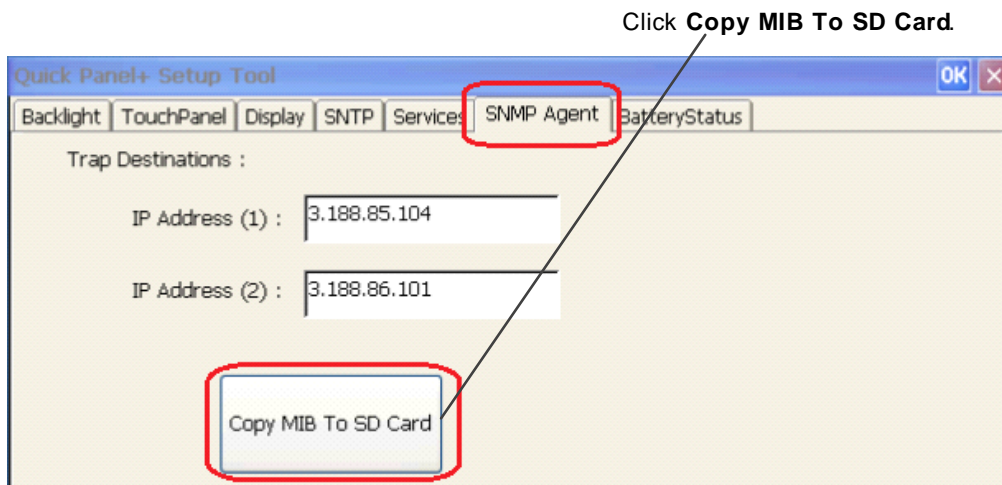 Click Copy MIB To SD Card.
Quick Panel+ Setup Tool OK ×
Backlight TouchPanel Display SNTP Services SNMP Agent BatteryStatus
Trap Destinations :
IP Address (1) : 3.188.85.104
IP Address (2) : 3.188.86.101
Copy MIB To SD Card